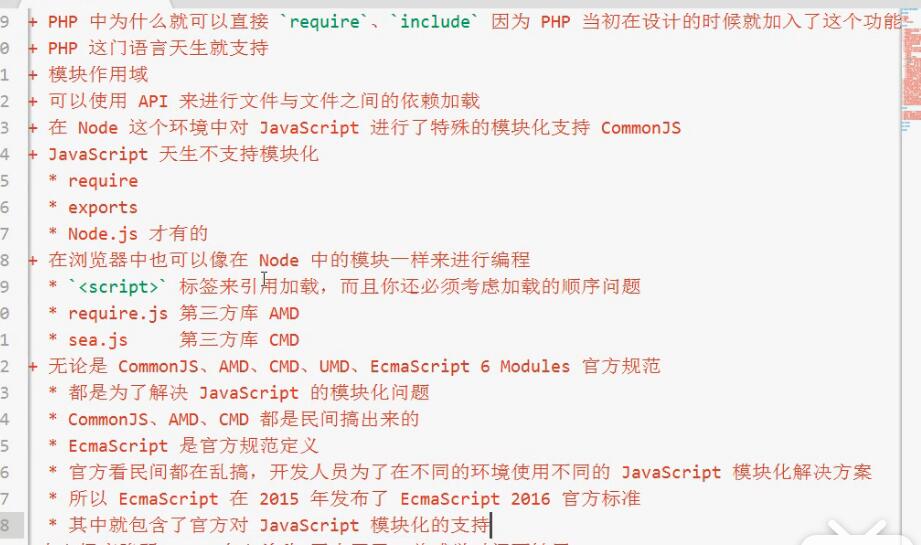 9 + PHP 中为什么就可以直接 `require`、`include` 因为 PHP 当初在设计的时候就加入了这个功能
0 + PHP 这门语言天生就支持
1 + 模块作用域
2 + 可以使用 API 来进行文件与文件之间的依赖加载
3 + 在 Node 这个环境中对 JavaScript 进行了特殊的模块化支持 CommonJS
4 + JavaScript 天生不支持模块化
5 * require
6 * exports
7 * Node.js 才有的
8 + 在浏览器中也可以像在 Node 中的模块一样来进行编程
9 * `<script>` 标签来引用加载，而且你还必须考虑加载的顺序问题
0 * require.js 第三方库 AMD
1 * sea.js 第三方库 CMD
2 + 无论是 CommonJS、AMD、CMD、UMD、EcmaScript 6 Modules 官方规范
3 * 都是为了解决 JavaScript 的模块化问题
4 * CommonJS、AMD、CMD 都是民间搞出来的
5 * EcmaScript 是官方规范定义
6 * 官方看民间都在乱搞，开发人员为了在不同的环境使用不同的 JavaScript 模块化解决方案
7 * 所以 EcmaScript 在 2015 年发布了 EcmaScript 2016 官方标准
8 * 其中就包含了官方对 JavaScript 模块化的支持